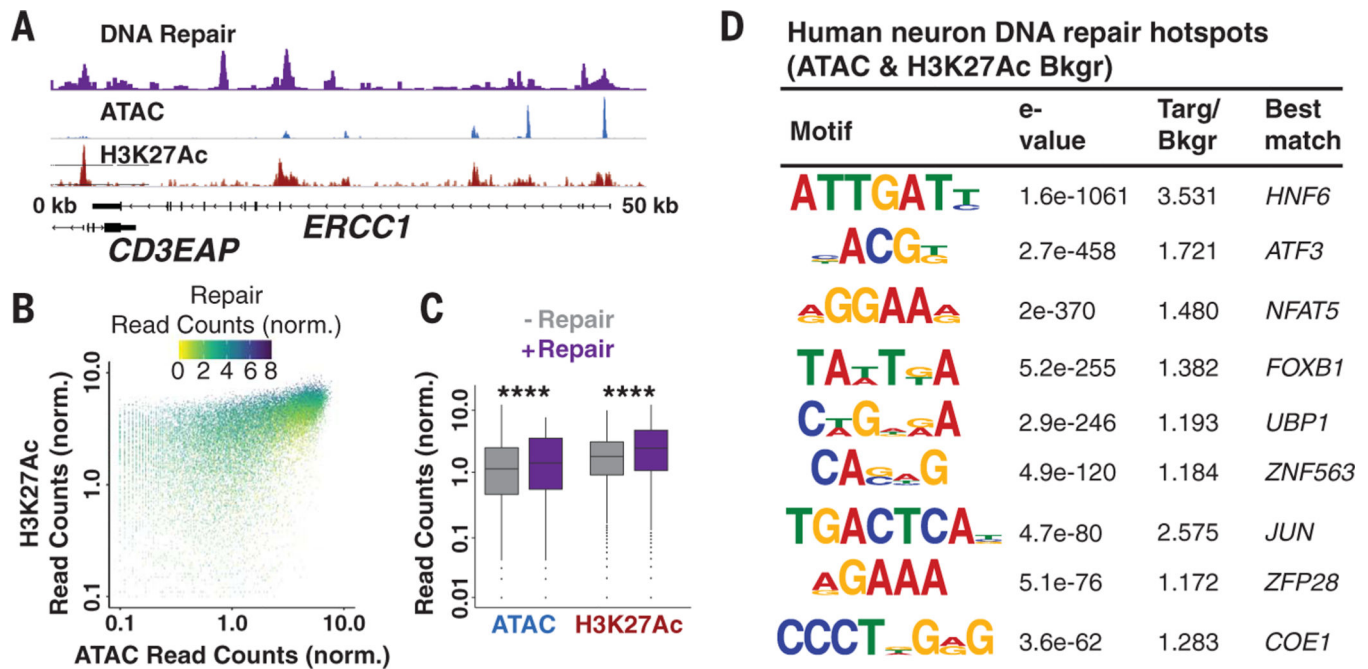 A
DNA Repair
ATAC
H3K27Ac
0 kb
50 kb
ERCC1
CD3EAP
B
Repair
Read Counts (norm.)
0 2 4 6 8
H3K27Ac
Read Counts (norm.)
10.0
1.0
0.1
0.1 1.0 10.0
ATAC Read Counts (norm.)
C
- Repair
+ Repair
**** ****
Read Counts (norm.)
10.0
1.0
0.1
0.01
ATAC H3K27Ac
D
Human neuron DNA repair hotspots
(ATAC & H3K27Ac Bkgr)
Motif e-value Targ/Bkgr Best match
ATTGAT 1.6e-1061 3.531 HNF6
ACG 2.7e-458 1.721 ATF3
AGGAAA 2e-370 1.480 NFAT5
TATTGA 5.2e-255 1.382 FOXB1
CTGAGA 2.9e-246 1.193 UBP1
CAG 4.9e-120 1.184 ZNF563
TGACTCA 4.7e-80 2.575 JUN
AGAAA 5.1e-76 1.172 ZFP28
CCCT GAG 3.6e-62 1.283 COE1